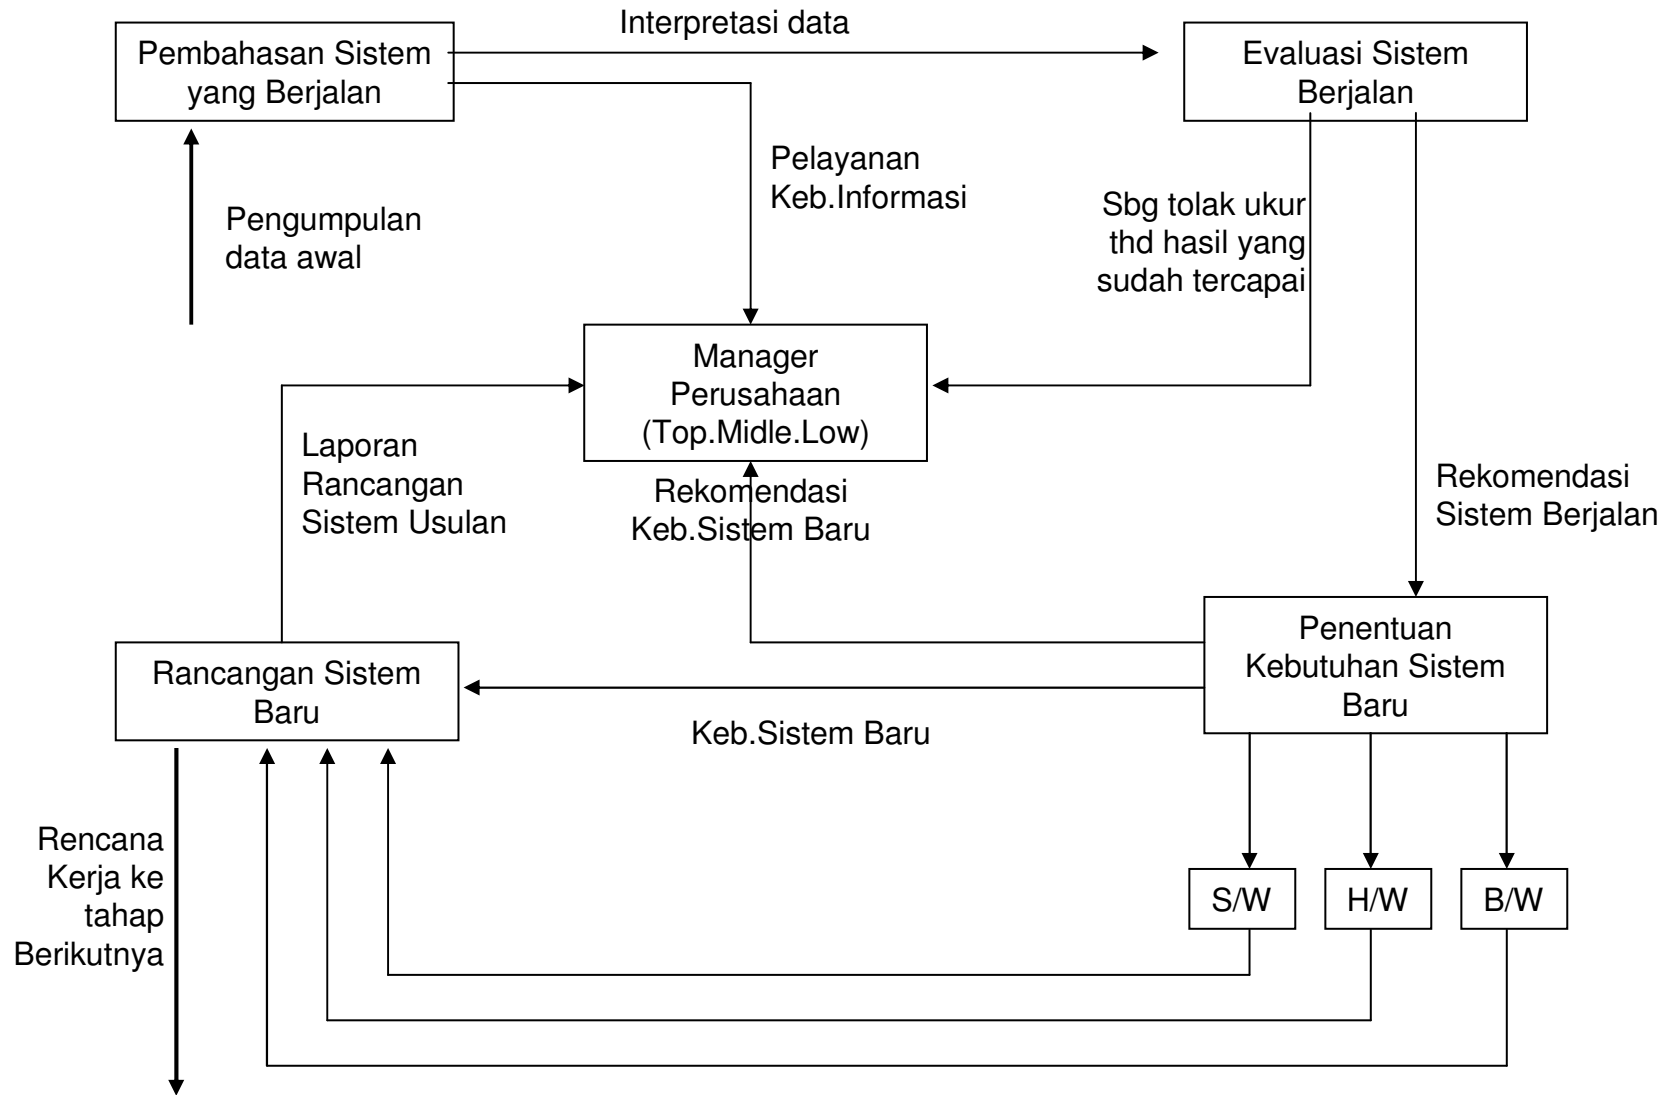 Interpretasi data
Pembahasan Sistem
yang Berjalan
Evaluasi Sistem
Berjalan
Pelayanan
Keb.Informasi
Sbg tolak ukur
thd hasil yang
sudah tercapai
Pengumpulan
data awal
Manager
Perusahaan
(Top.Midle.Low)
Laporan
Rancangan
Sistem Usulan
Rekomendasi
Keb.Sistem Baru
Rekomendasi
Sistem Berjalan
Penentuan
Kebutuhan Sistem
Baru
Rancangan Sistem
Baru
Keb.Sistem Baru
Rencana
Kerja ke
tahap
Berikutnya
S/W
H/W
B/W